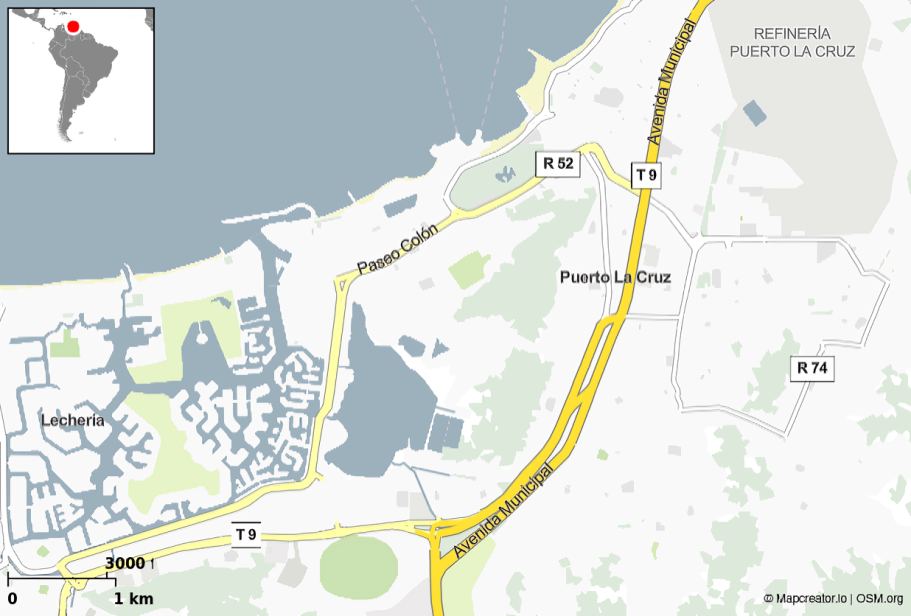 REFINERÍA
PUERTO LA CRUZ
Avenida Municipal
R 52
T 9
Paseo Colón
Puerto La Cruz
R 74
Lechería
Avenida Municipal
T 9
3000 f
0
1 km
© Mapcreator.io | OSM.org